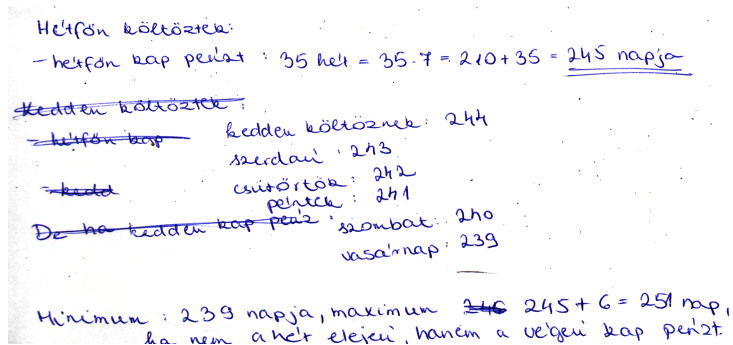 Hétfőn költöztek:
– hétfőn kap pénzt : 35 hét = 35·7 = 210+35 = 245 napja
Kedden költöztek :
– hétfőn kap
kedden költöznek: 244
szerdán : 243
– kedd
csütörtök : 242
péntek : 241
De ha kedden kap pénz
szombat : 240
vasárnap : 239
Minimum : 239 napja, maximum 246 245 + 6 = 251 nap,
ha nem a hét elején, hanem a végén kap pénzt.